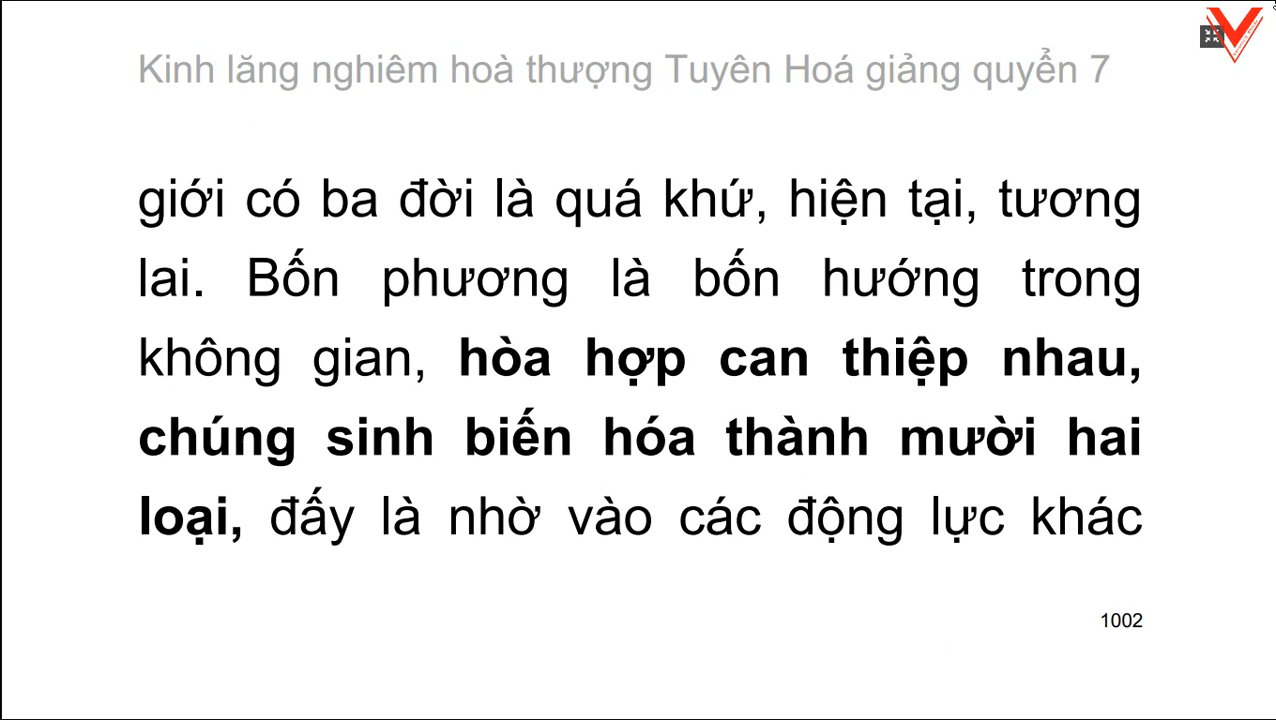 Kinh lăng nghiêm hoà thượng Tuyên Hoá giảng quyển 7
giới có ba đời là quá khứ, hiện tại, tương
lai. Bốn phương là bốn hướng trong
không gian, hòa hợp can thiệp nhau,
chúng sinh biến hóa thành mười hai
loại, đấy là nhờ vào các động lực khác
1002